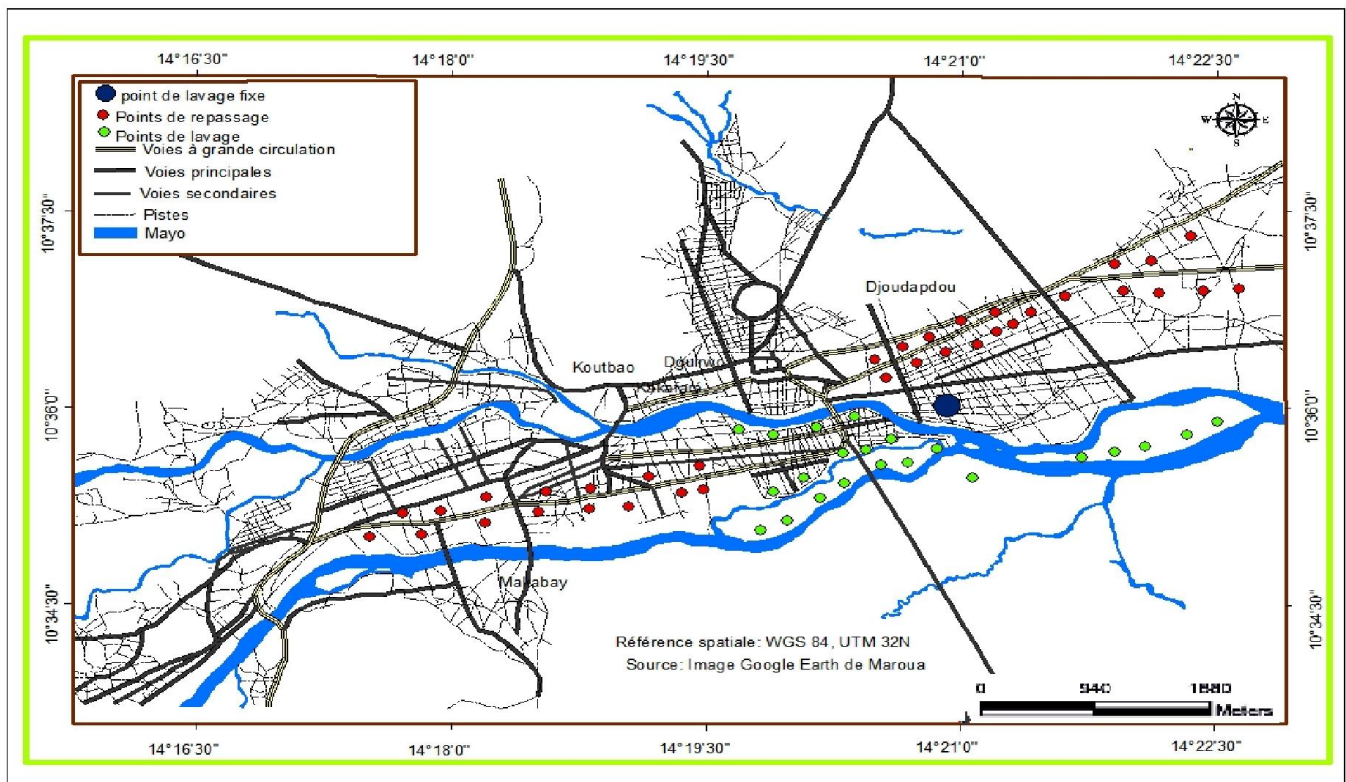 14°16'30" 14°18'0" 14°19'30" 14°21'0" 14°22'30"
point de lavage fixe
Points de repassage
Points de lavage
Voies à grande circulation
Voies principales
Voies secondaires
Pistes
Mayo
N
W E
S
10°37'30" 10°37'30"
Djoudapdou
Koutbao
10°36'0" 10°36'0"
Makabay
10°34'30" 10°34'30"
Référence spatiale: WGS 84, UTM 32N
Source: Image Google Earth de Maroua
0 940 1880
Meters
14°16'30" 14°18'0" 14°19'30" 14°21'0" 14°22'30"